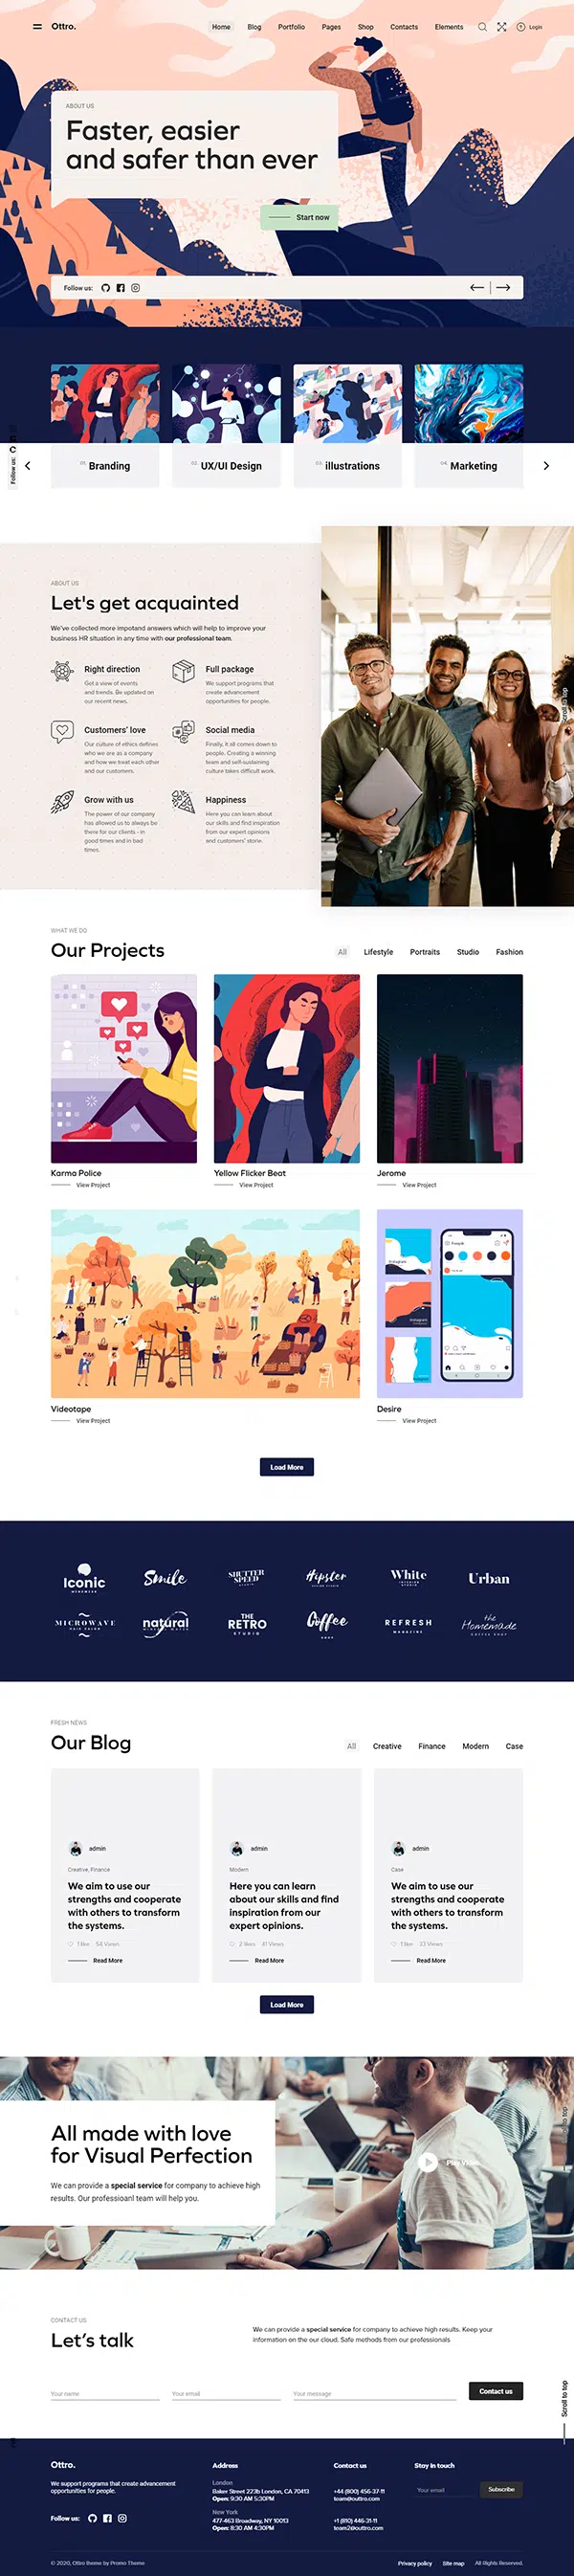 Ottro.
Home Blog Portfolio Pages Shop Contacts Elements Login
ABOUT US
Faster, easier
and safer than ever
Start now
Follow us:
Follow us:
01. Branding
02. UX/UI Design
03. illustrations
04. Marketing
ABOUT US
Let's get acquainted
We've collected more impotand answers which will help to improve your
business HR situation in any time with our professional team.
Right direction
Get a view of events
and trends. Be updated on
our recent news.
Full package
We support programs that
create advancement
opportunities for people.
Customers' love
Our culture of ethics defines
who we are as a company
and how we treat each other
and our customers.
Social media
Finally, it all comes down to
people. Creating a winning
team and self-sustaining
culture takes difficult work.
Grow with us
The power of our company
has allowed us to always be
there for our clients - in
good times and in bad
times.
Happiness
Here you can learn about
our skills and find inspiration
from our expert opinions
and customers' storie.
Scroll to top
WHAT WE DO
Our Projects
All Lifestyle Portraits Studio Fashion
Karma Police
View Project
Yellow Flicker Beat
View Project
Jerome
View Project
Instagram
Videotape
View Project
Desire
View Project
Load More
Iconic
Smile
SHUTTER
SPEED
STUDIO
Hipster
White
Urban
MICROWAVE
natural
THE
RETRO
STUDIO
Coffee
SHOP
REFRESH
MAGAZINE
the
Homemade
COFFEE SHOP
FRESH NEWS
Our Blog
All Creative Finance Modern Case
admin
Creative, Finance
We aim to use our
strengths and cooperate
with others to transform
the systems.
1 like 54 Views
Read More
admin
Modern
Here you can learn
about our skills and find
inspiration from our
expert opinions.
2 likes 41 Views
Read More
admin
Case
We aim to use our
strengths and cooperate
with others to transform
the systems.
1 like 33 Views
Read More
Load More
All made with love
for Visual Perfection
We can provide a special service for company to achieve high
results. Our professioanl team will help you.
Play Video
CONTACT US
Let's talk
We can provide a special service for company to achieve high results. Keep your
information on the our cloud. Safe methods from our professionals
Your name
Your email
Your message
Contact us
Scroll to top
Ottro.
We support programs that create advancement
opportunities for people.
Follow us:
Address
London
Baker Street 221b London, CA 70413
Open: 9:30 AM 5:30PM
New York
477-463 Broadway, NY 10013
Open: 8:30 AM 4:30PM
Contact us
+44 (800) 456-37-11
team@outtro.com
+1 (810) 446-31-11
team2@outtro.com
Stay in touch
Your email
Subscribe
© 2020, Ottro theme by Promo Theme
Privacy policy Site map All Rights Reserved.